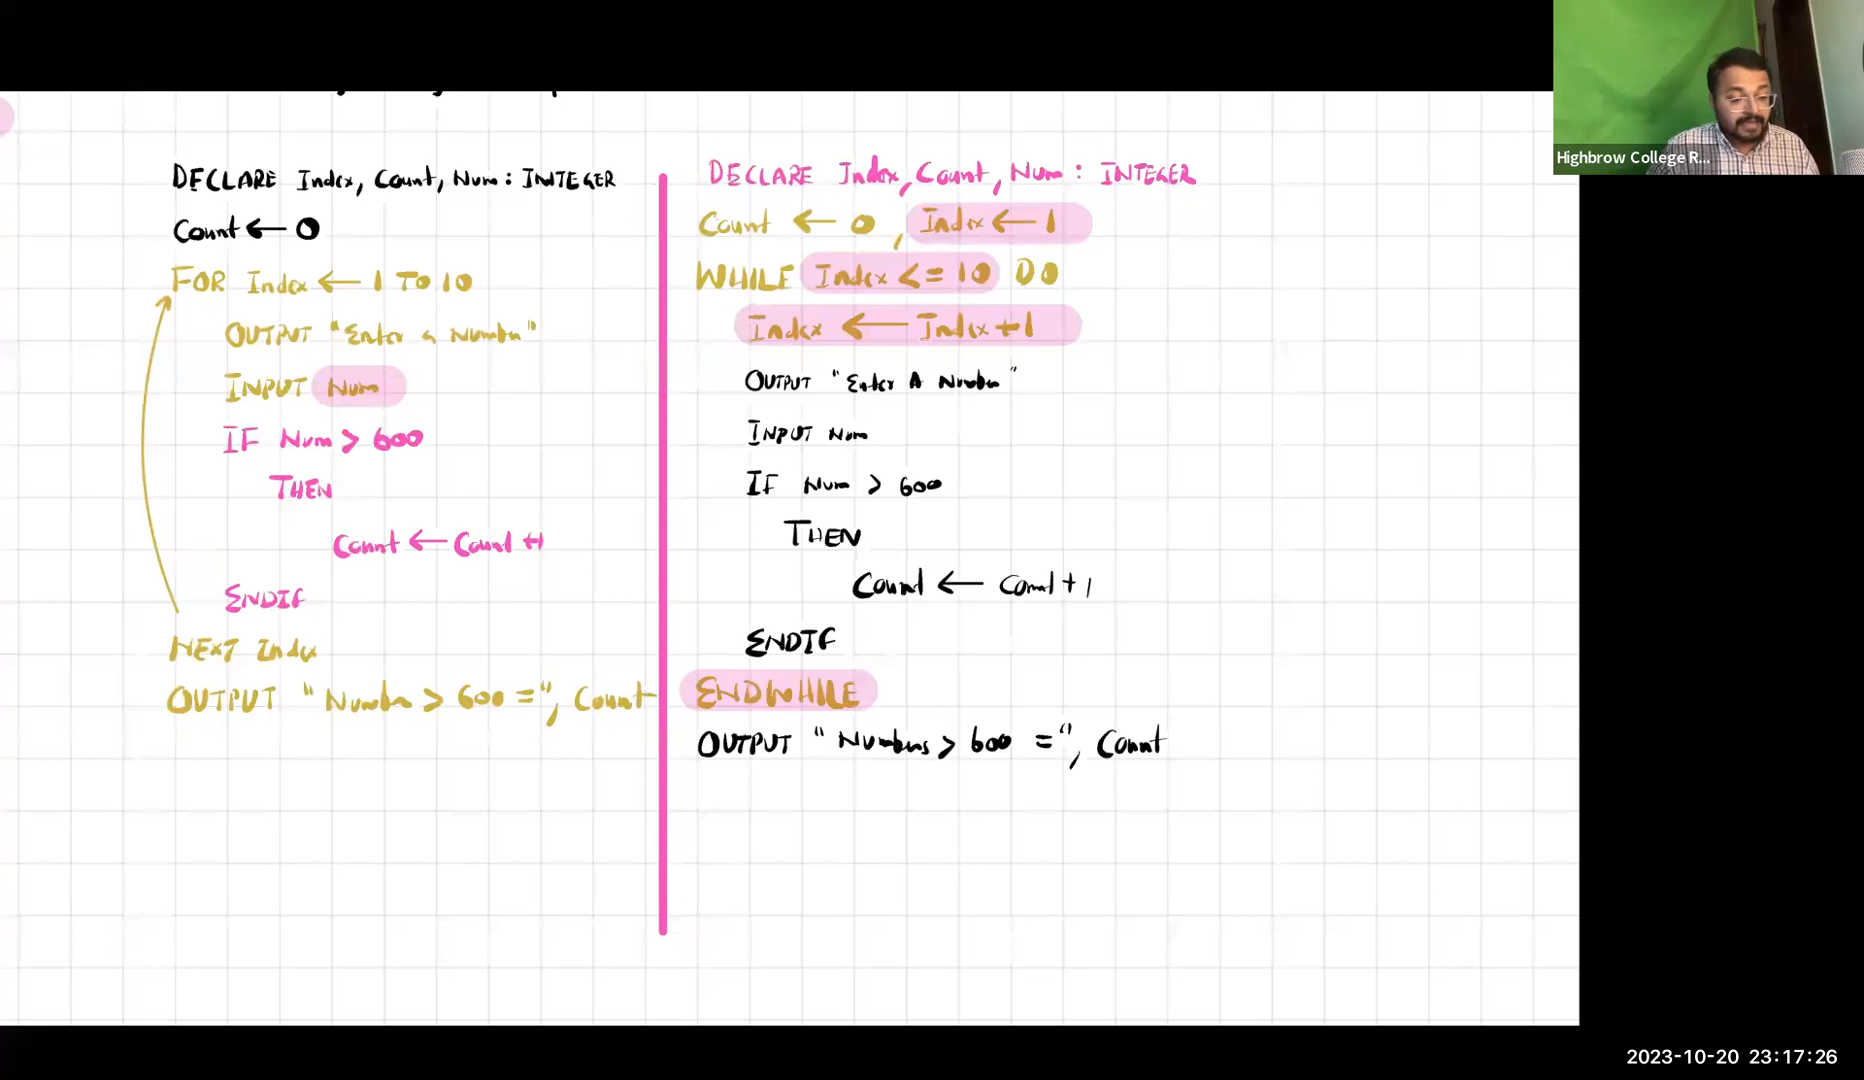 DECLARE Index, Count, Num : INTEGER
Count ← 0
FOR Index ← 1 TO 10
OUTPUT "Enter a Number"
INPUT Num
IF Num > 600
THEN
Count ← Count +1
ENDIF
NEXT Index
OUTPUT "Number > 600 =", Count
DECLARE Index, Count, Num : INTEGER
Count ← 0 , Index ← 1
WHILE Index <= 10 DO
Index ← Index +1
OUTPUT "Enter A Number"
INPUT Num
IF Num > 600
THEN
Count ← Count + 1
ENDIF
ENDWHILE
OUTPUT "Numbers > 600 =", Count
Highbrow College R...
2023-10-20 23:17:26